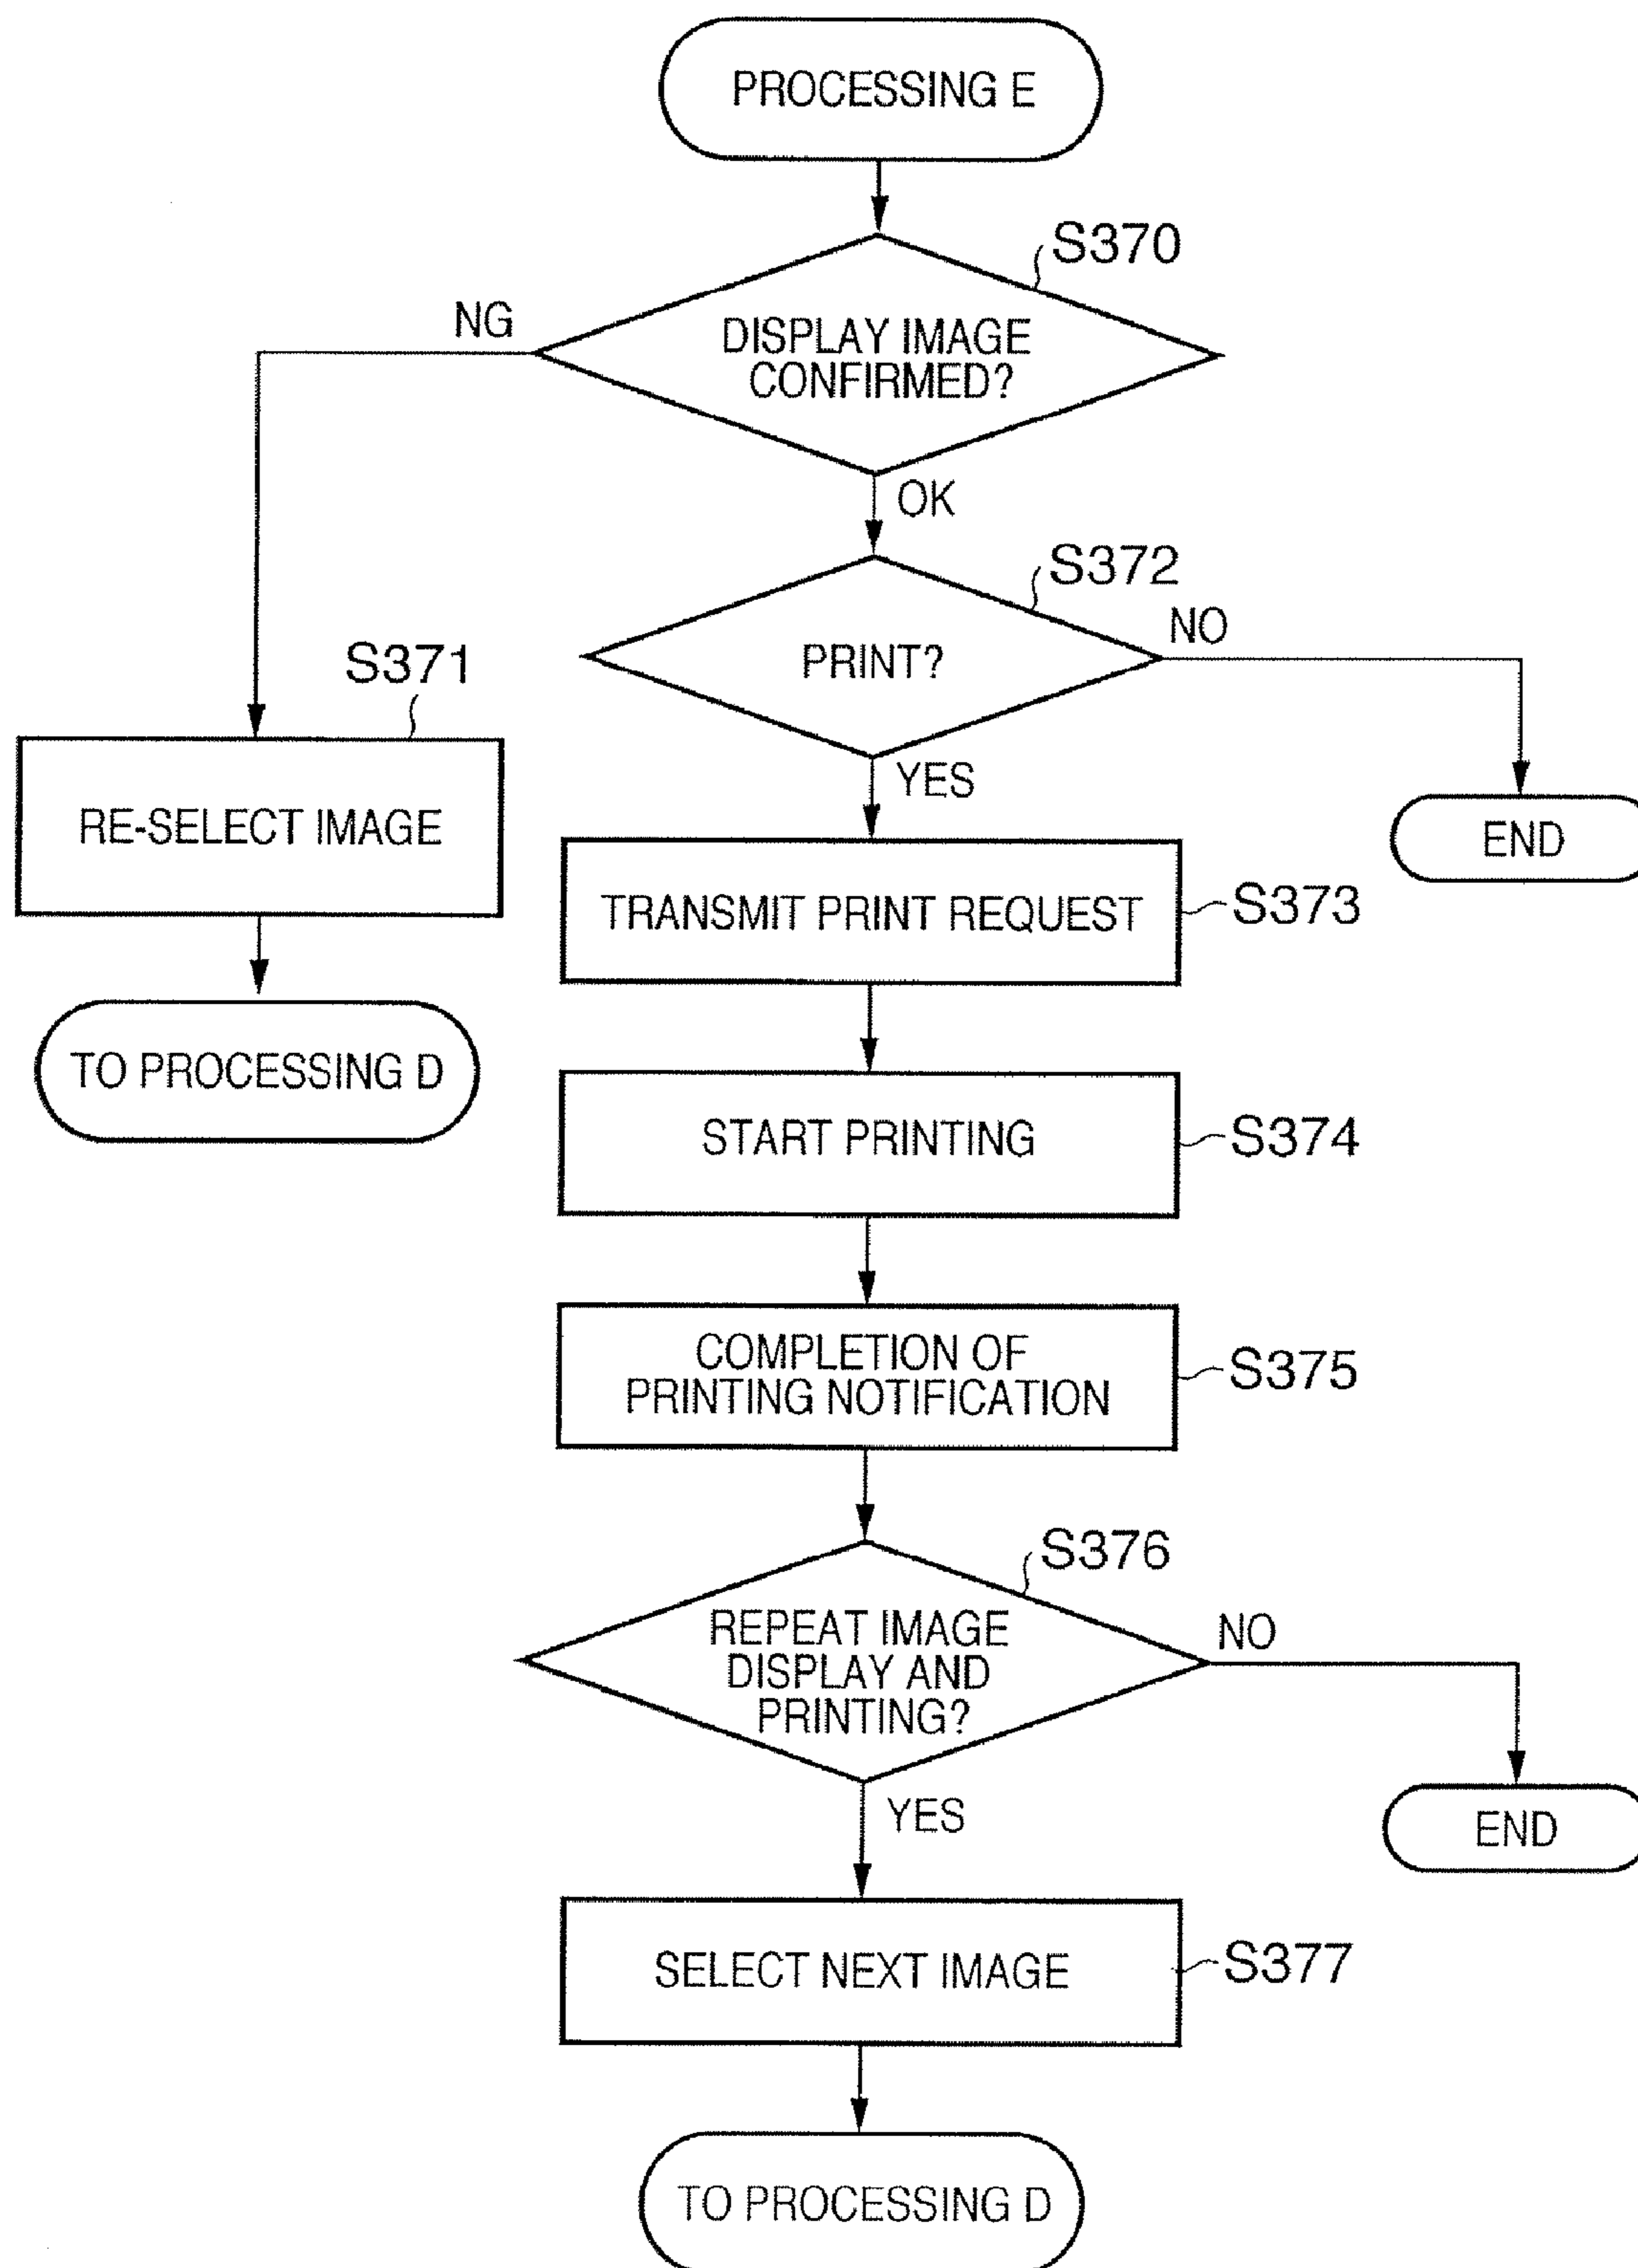 PROCESSING E
S370
DISPLAY IMAGE
CONFIRMED?
NG
OK
S372
PRINT?
NO
YES
END
S371
RE-SELECT IMAGE
TO PROCESSING D
TRANSMIT PRINT REQUEST
S373
START PRINTING
S374
COMPLETION OF
PRINTING NOTIFICATION
S375
S376
REPEAT IMAGE
DISPLAY AND
PRINTING?
NO
YES
END
SELECT NEXT IMAGE
S377
TO PROCESSING D